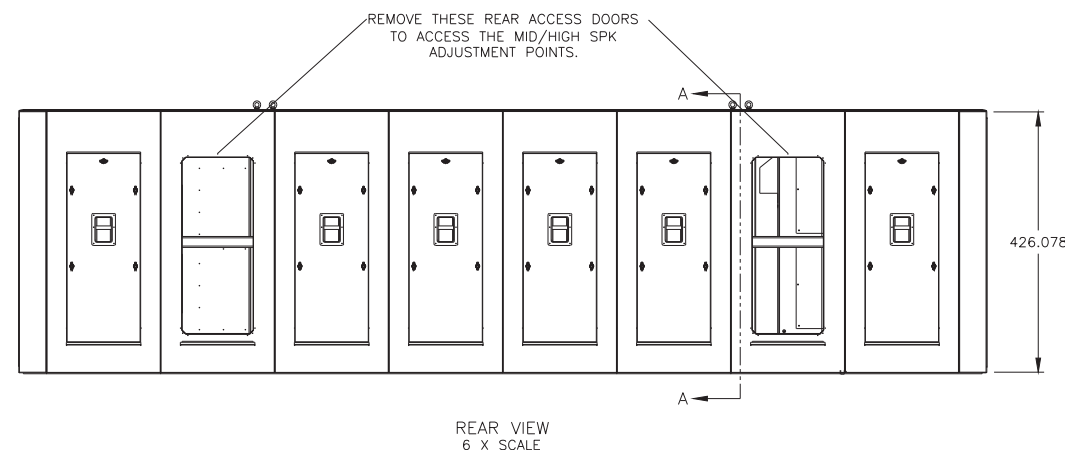 REMOVE THESE REAR ACCESS DOORS
TO ACCESS THE MID/HIGH SPK
ADJUSTMENT POINTS.
A
426.078
A
REAR VIEW
6 X SCALE